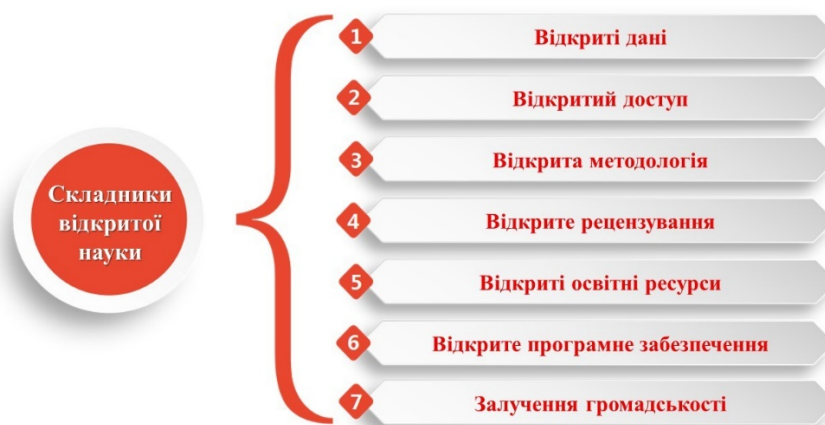 Складники
відкритої
науки
1 Відкриті дані
2 Відкритий доступ
3 Відкрита методологія
4 Відкрите рецензування
5 Відкриті освітні ресурси
6 Відкрите програмне забезпечення
7 Залучення громадськості